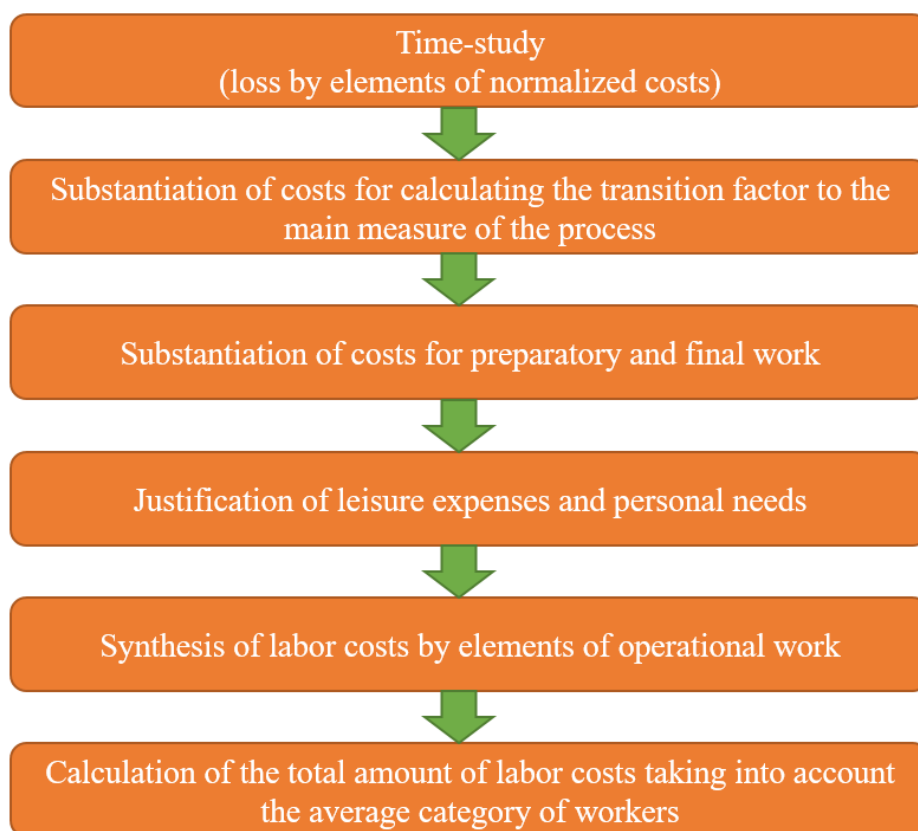 Time-study
(loss by elements of normalized costs)
Substantiation of costs for calculating the transition factor to the
main measure of the process
Substantiation of costs for preparatory and final work
Justification of leisure expenses and personal needs
Synthesis of labor costs by elements of operational work
Calculation of the total amount of labor costs taking into account
the average category of workers